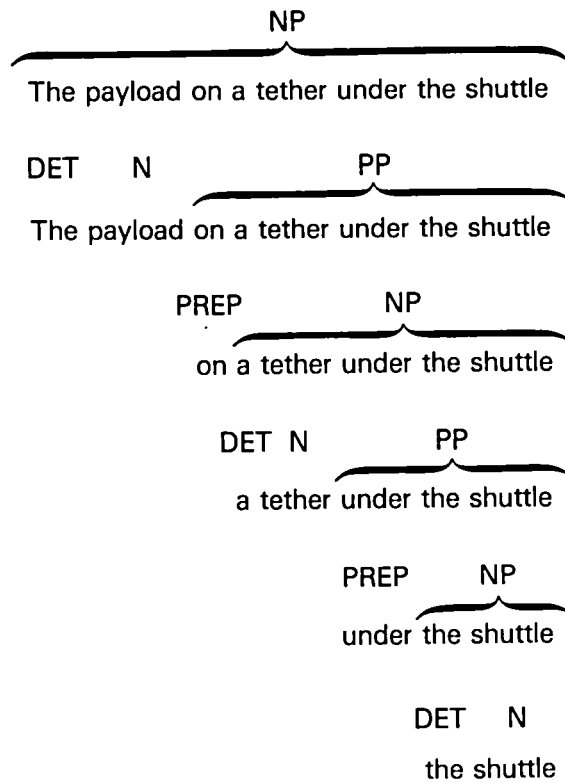 NP
The payload on a tether under the shuttle
DET N PP
The payload on a tether under the shuttle
PREP NP
on a tether under the shuttle
DET N PP
a tether under the shuttle
PREP NP
under the shuttle
DET N
the shuttle